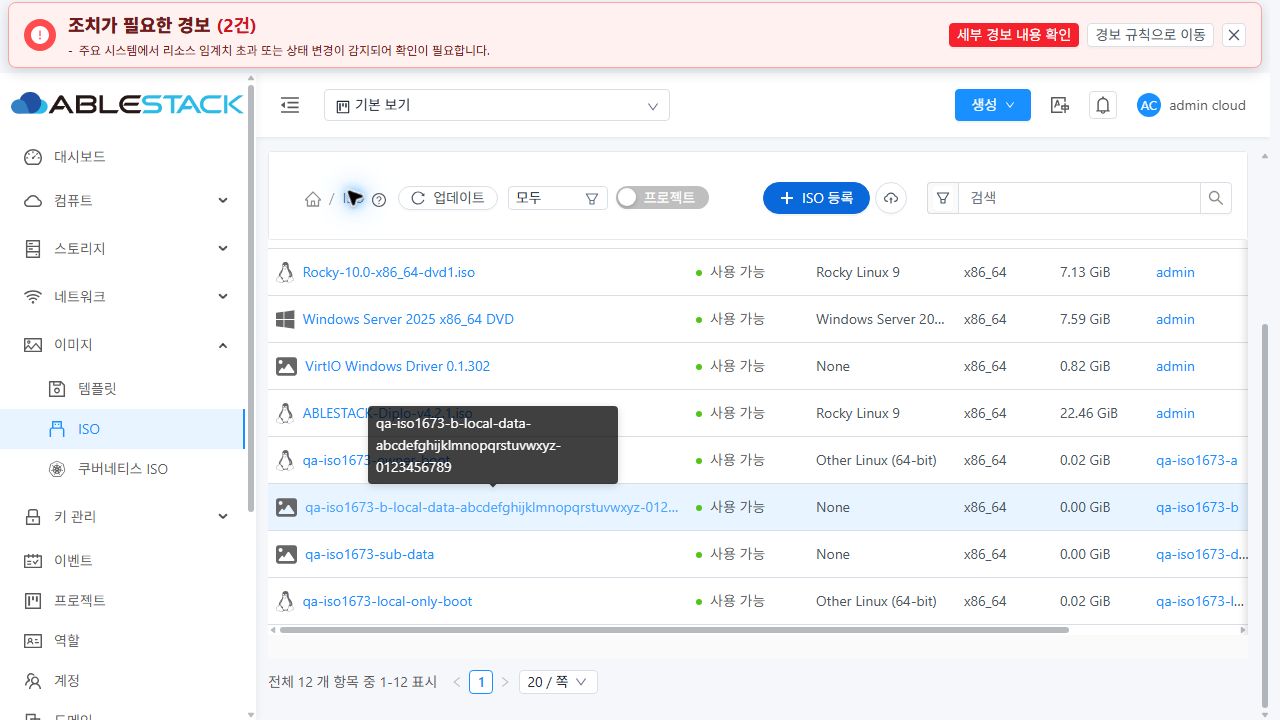 조치가 필요한 경보 (2건)
- 주요 시스템에서 리소스 임계치 초과 또는 상태 변경이 감지되어 확인이 필요합니다.
세부 경보 내용 확인
경보 규칙으로 이동
ABLESTACK
기본 보기
생성
AC
admin cloud
대시보드
컴퓨트
스토리지
네트워크
이미지
템플릿
ISO
쿠버네티스 ISO
키 관리
이벤트
프로젝트
역할
계정
도메인
/
업데이트
모두
프로젝트
ISO 등록
검색
Rocky-10.0-x86_64-dvd1.iso 사용 가능 Rocky Linux 9 x86_64 7.13 GiB admin
Windows Server 2025 x86_64 DVD 사용 가능 Windows Server 20... x86_64 7.59 GiB admin
VirtIO Windows Driver 0.1.302 사용 가능 None x86_64 0.82 GiB admin
ABLESTACK-Diplo-v4.2.1.iso 사용 가능 Rocky Linux 9 x86_64 22.46 GiB admin
qa-iso1673-b-local-data-
abcdefghijklmnopqrstuvwxyz-
0123456789
qa-iso1673-owner-boot 사용 가능 Other Linux (64-bit) x86_64 0.02 GiB qa-iso1673-a
qa-iso1673-b-local-data-abcdefghijklmnopqrstuvwxyz-012... 사용 가능 None x86_64 0.00 GiB qa-iso1673-b
qa-iso1673-sub-data 사용 가능 None x86_64 0.00 GiB qa-iso1673-d...
qa-iso1673-local-only-boot 사용 가능 Other Linux (64-bit) x86_64 0.02 GiB qa-iso1673-l...
전체 12 개 항목 중 1-12 표시
1
20 / 쪽